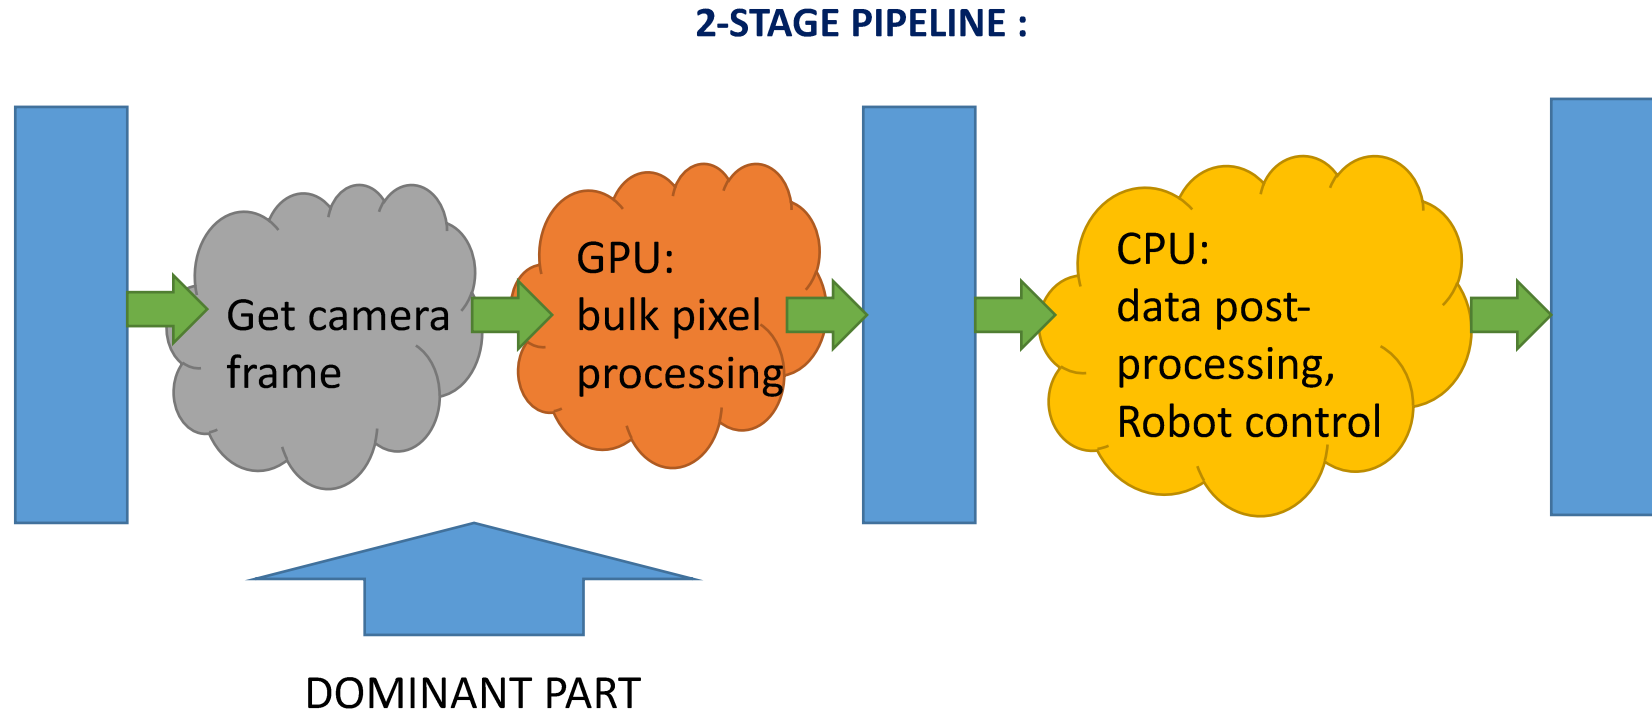 2-STAGE PIPELINE :
Get camera
frame
GPU:
bulk pixel
processing
CPU:
data post-
processing,
Robot control
DOMINANT PART